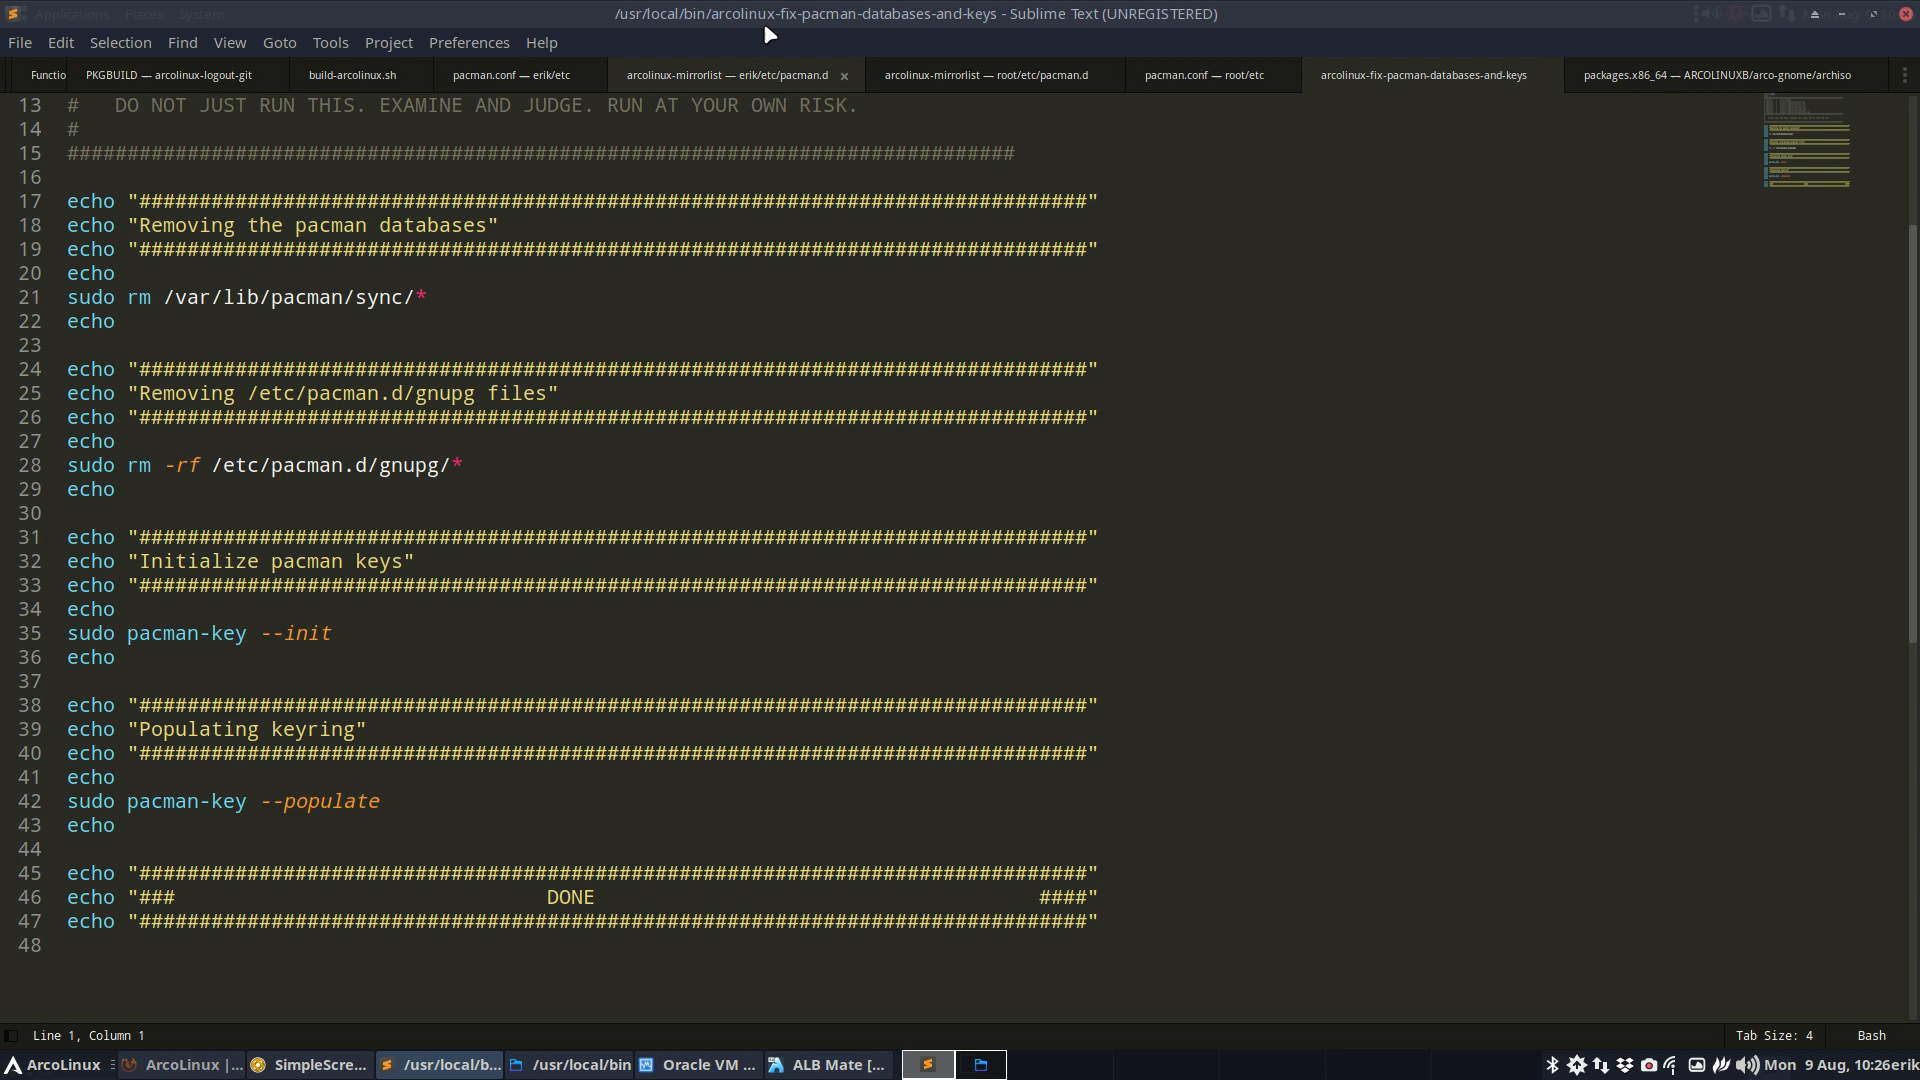 /usr/local/bin/arcolinux-fix-pacman-databases-and-keys - Sublime Text (UNREGISTERED)
File Edit Selection Find View Goto Tools Project Preferences Help
Functio PKGBUILD — arcolinux-logout-git build-arcolinux.sh pacman.conf — erik/etc arcolinux-mirrorlist — erik/etc/pacman.d × arcolinux-mirrorlist — root/etc/pacman.d pacman.conf — root/etc arcolinux-fix-pacman-databases-and-keys packages.x86_64 — ARCOLINUXB/arco-gnome/archiso
13 #   DO NOT JUST RUN THIS. EXAMINE AND JUDGE. RUN AT YOUR OWN RISK.
14 #
15 ###############################################################################
16
17 echo "###############################################################################"
18 echo "Removing the pacman databases"
19 echo "###############################################################################"
20 echo
21 sudo rm /var/lib/pacman/sync/*
22 echo
23
24 echo "###############################################################################"
25 echo "Removing /etc/pacman.d/gnupg files"
26 echo "###############################################################################"
27 echo
28 sudo rm -rf /etc/pacman.d/gnupg/*
29 echo
30
31 echo "###############################################################################"
32 echo "Initialize pacman keys"
33 echo "###############################################################################"
34 echo
35 sudo pacman-key --init
36 echo
37
38 echo "###############################################################################"
39 echo "Populating keyring"
40 echo "###############################################################################"
41 echo
42 sudo pacman-key --populate
43 echo
44
45 echo "###############################################################################"
46 echo "###                               DONE                                     ####"
47 echo "###############################################################################"
48
Line 1, Column 1 Tab Size: 4 Bash
ArcoLinux ArcoLinux |... SimpleScre... /usr/local/b... /usr/local/bin Oracle VM ... ALB Mate [... Mon 9 Aug, 10:26 erik